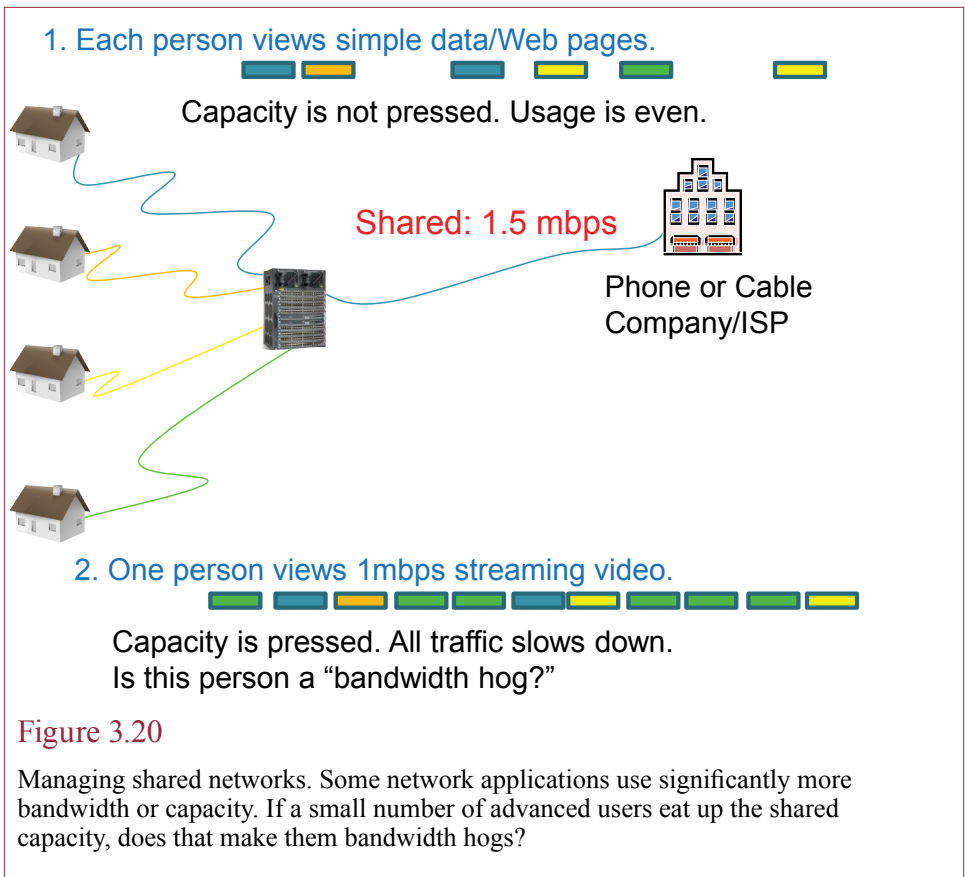 1. Each person views simple data/Web pages.
Capacity is not pressed. Usage is even.
Shared: 1.5 mbps
Phone or Cable
Company/ISP
2. One person views 1mbps streaming video.
Capacity is pressed. All traffic slows down.
Is this person a “bandwidth hog?”
Figure 3.20
Managing shared networks. Some network applications use significantly more
bandwidth or capacity. If a small number of advanced users eat up the shared
capacity, does that make them bandwidth hogs?